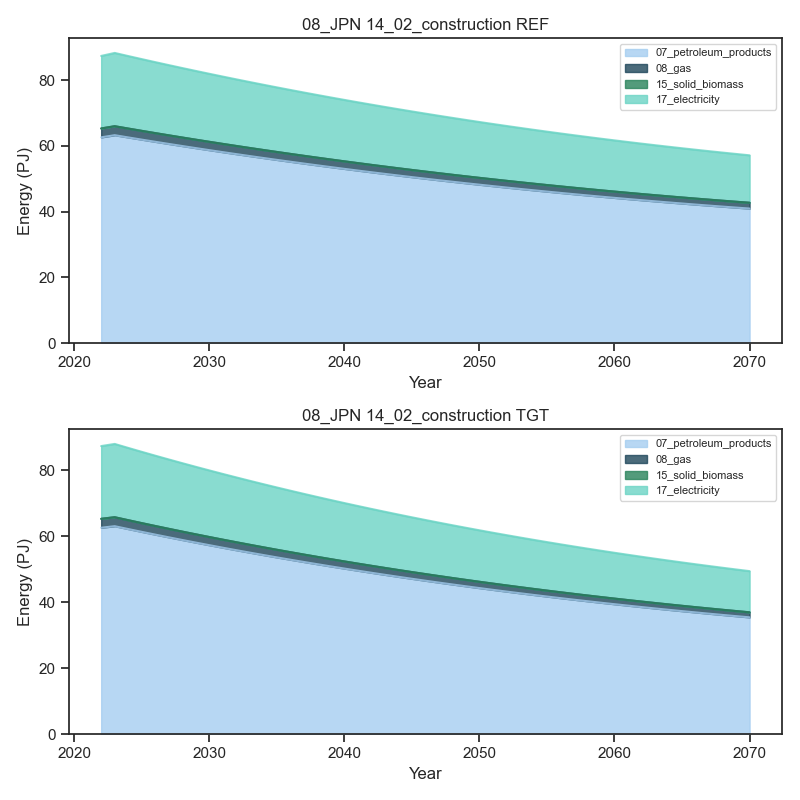 08_JPN 14_02_construction REF
07_petroleum_products
08_gas
15_solid_biomass
17_electricity
Energy (PJ)
80
60
40
20
0
2020 2030 2040 2050 2060 2070
Year
08_JPN 14_02_construction TGT
07_petroleum_products
08_gas
15_solid_biomass
17_electricity
Energy (PJ)
80
60
40
20
0
2020 2030 2040 2050 2060 2070
Year